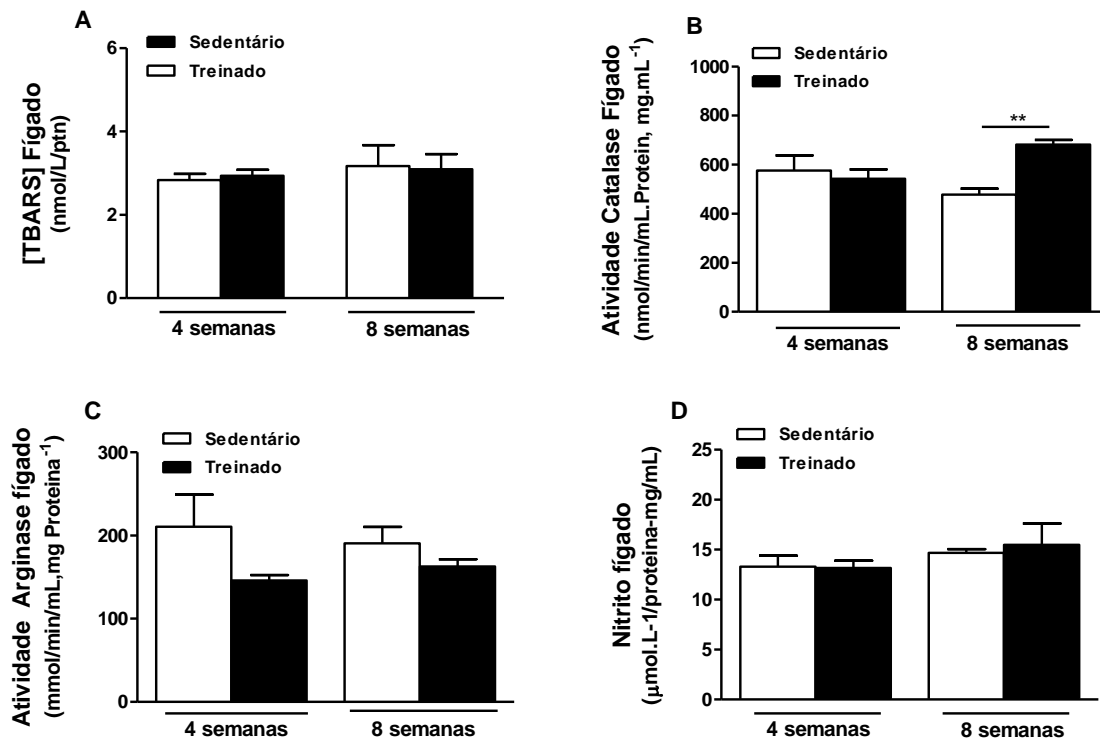 A
Sedentário
Treinado
[TBARS] Fígado
(nmol/L/ptn)
6
4
2
0
4 semanas
8 semanas
B
Sedentário
Treinado
Atividade Catalase Fígado
(nmol/min/mL.Protein, mg.mL⁻¹)
1000
800
600
400
200
0
**
4 semanas
8 semanas
C
Sedentário
Treinado
Atividade Arginase fígado
(mmol/min/mL,mg Proteina⁻¹)
300
200
100
0
4 semanas
8 semanas
D
Sedentário
Treinado
Nitrito fígado
(µmol.L-1/proteina-mg/mL)
25
20
15
10
5
0
4 semanas
8 semanas